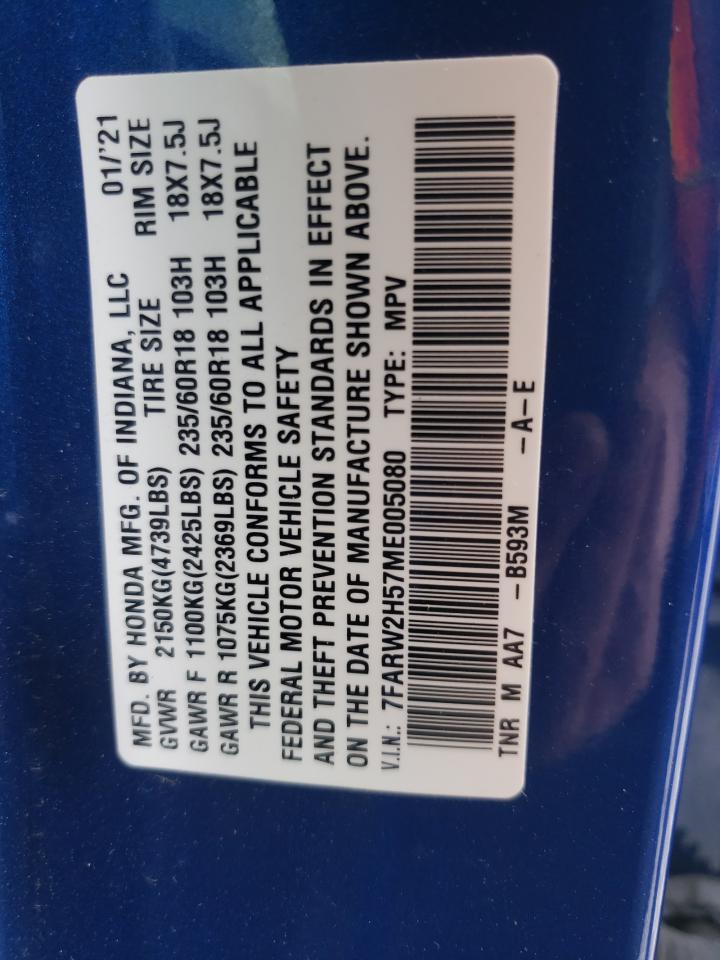 MFD. BY HONDA MFG. OF INDIANA, LLC 01/'21
GVWR 2150KG(4739LBS) TIRE SIZE RIM SIZE
GAWR F 1100KG(2425LBS) 235/60R18 103H 18X7.5J
GAWR R 1075KG(2369LBS) 235/60R18 103H 18X7.5J
THIS VEHICLE CONFORMS TO ALL APPLICABLE
FEDERAL MOTOR VEHICLE SAFETY
AND THEFT PREVENTION STANDARDS IN EFFECT
ON THE DATE OF MANUFACTURE SHOWN ABOVE.
V.I.N.: 7FARW2H57ME005080 TYPE: MPV
TNR M AA7 -B593M -A-E